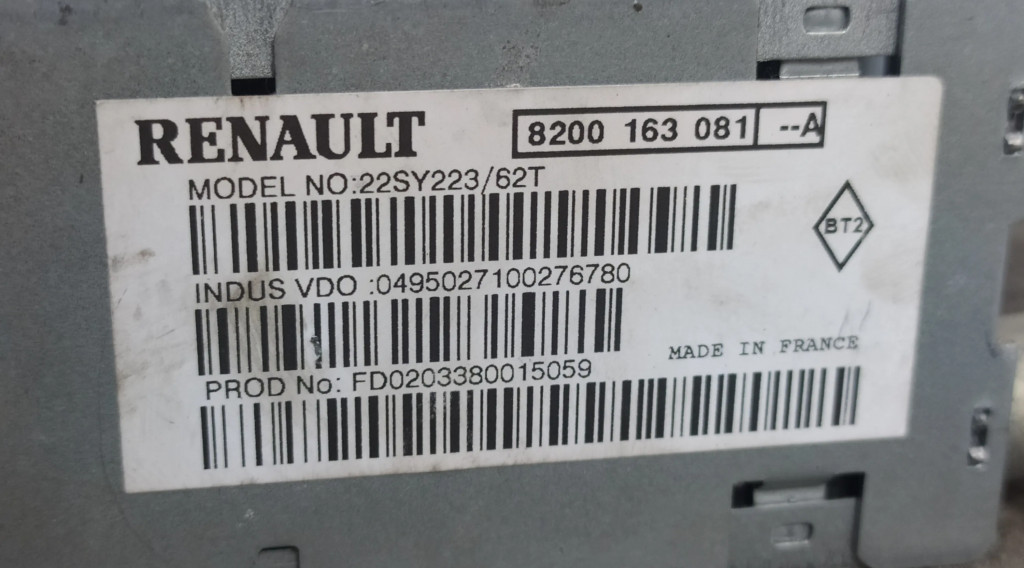 RENAULT
8200 163 081 --A
MODEL NO:22SY223/62T
BT2
INDUS VDO :0495027100276780
MADE IN FRANCE
PROD No: FD0203380015059